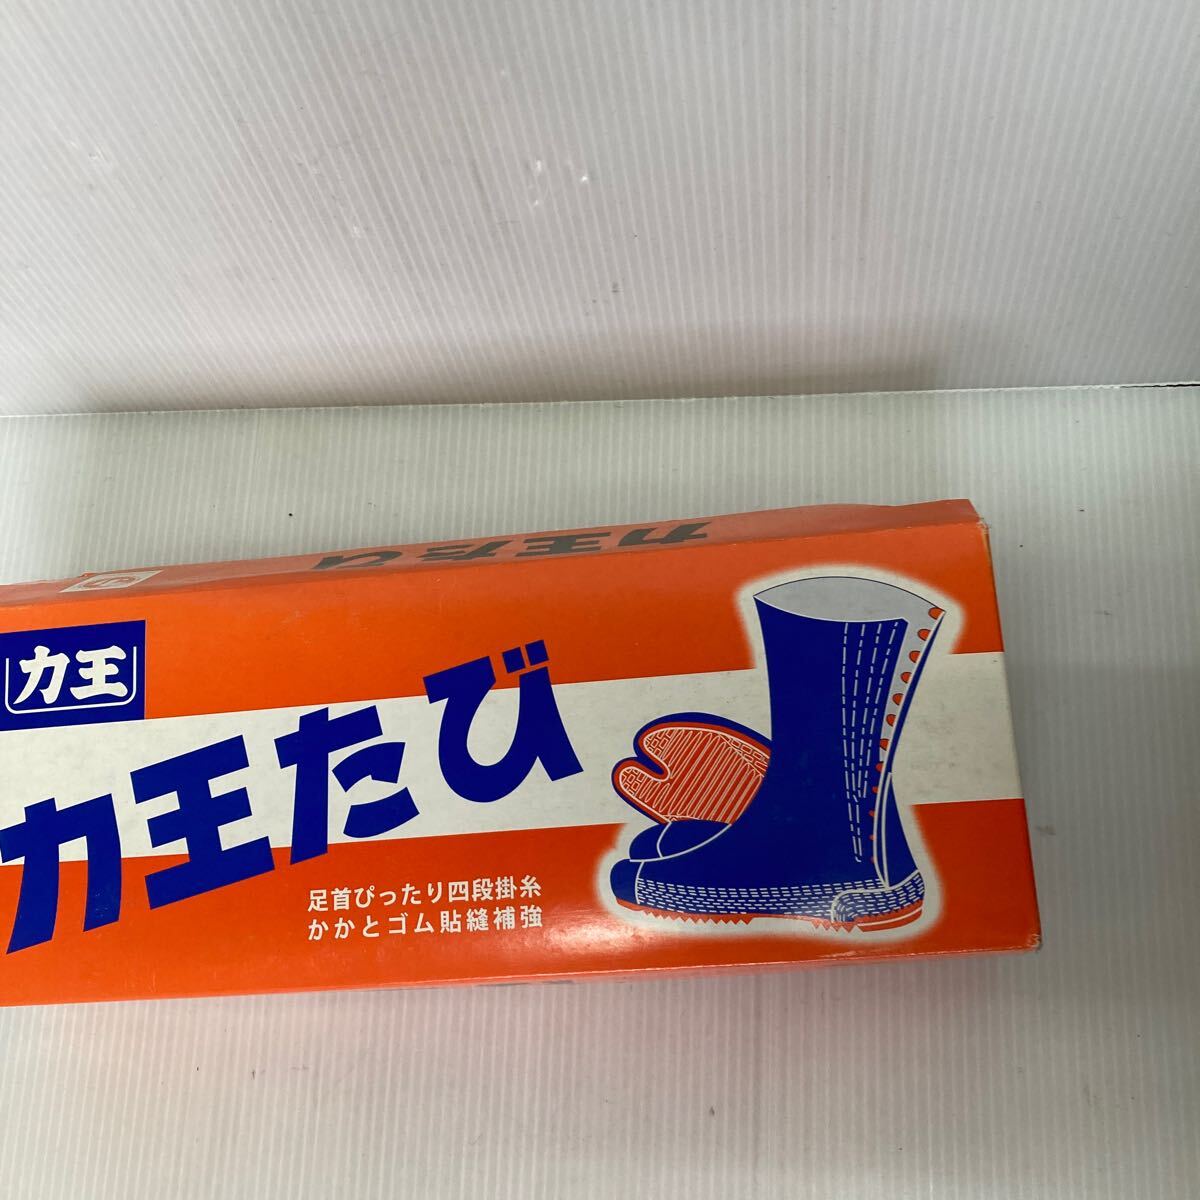 力王たび
力王
力王たび
足首ぴったり四段掛糸
かかとゴム貼縫補強